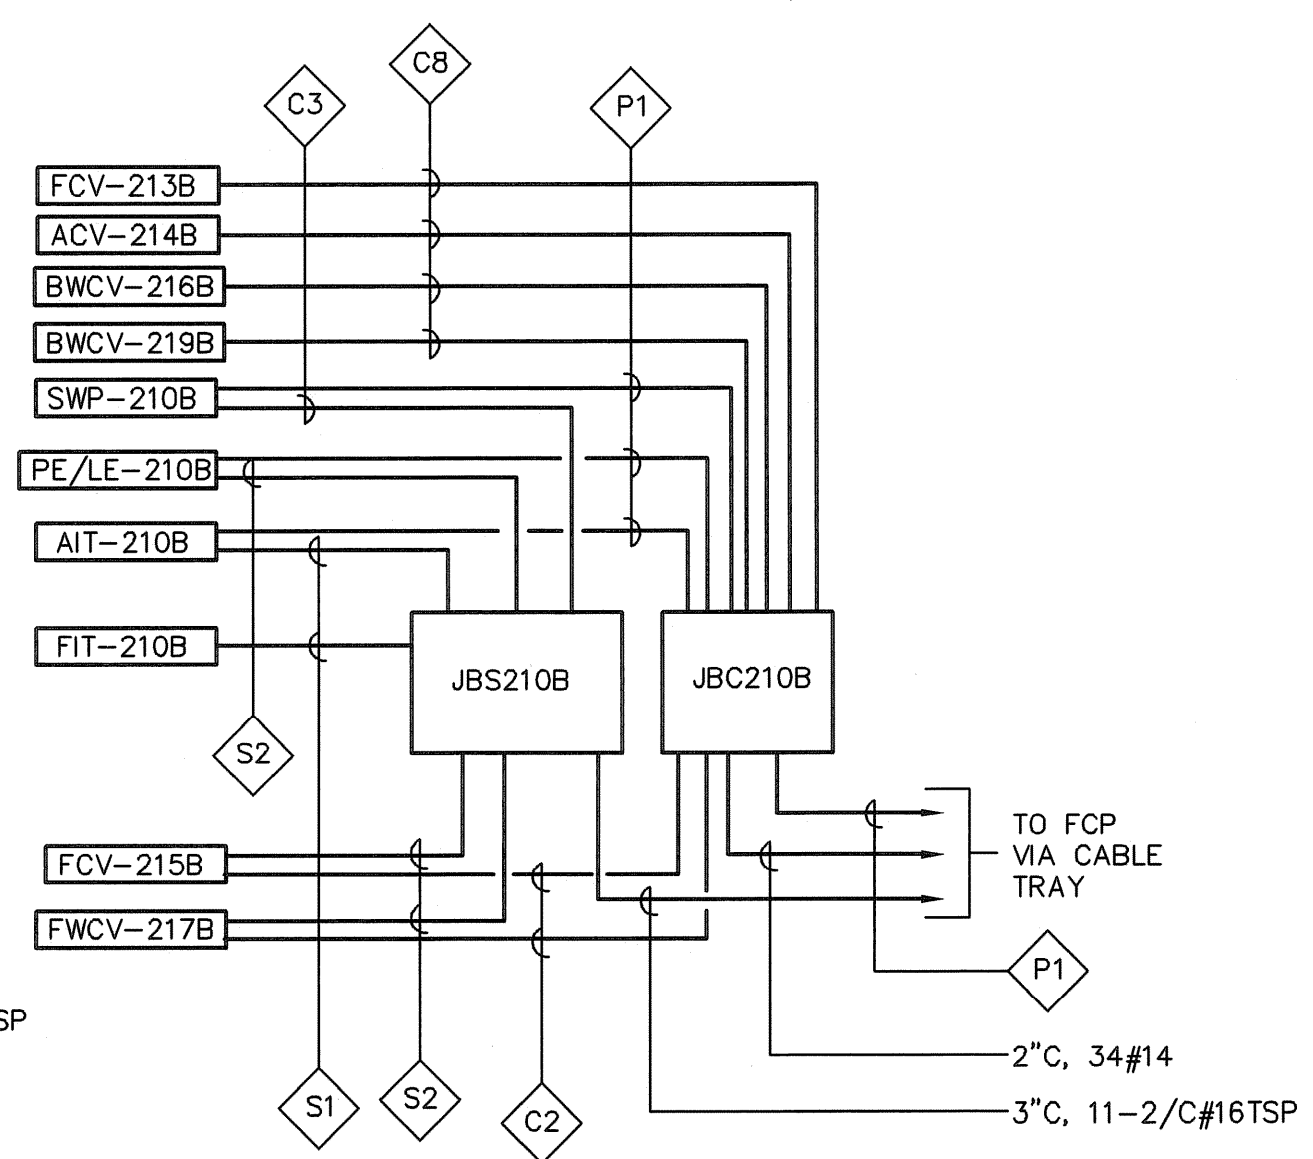 C8
C3
P1
FCV-213B
ACV-214B
BWCV-216B
BWCV-219B
SWP-210B
PE/LE-210B
AIT-210B
FIT-210B
JBS210B
JBC210B
S2
TO FCP
VIA CABLE
TRAY
FCV-215B
FWCV-217B
P1
SP
2"C, 34#14
S1
S2
C2
3"C, 11-2/C#16TSP